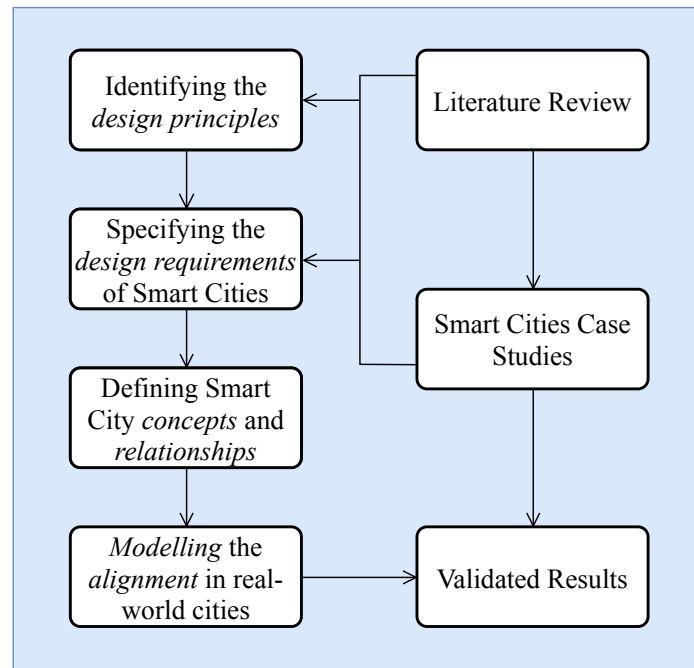 Identifying the
design principles
Literature Review
Specifying the
design requirements
of Smart Cities
Smart Cities Case
Studies
Defining Smart
City concepts and
relationships
Modelling the
alignment in real-
world cities
Validated Results